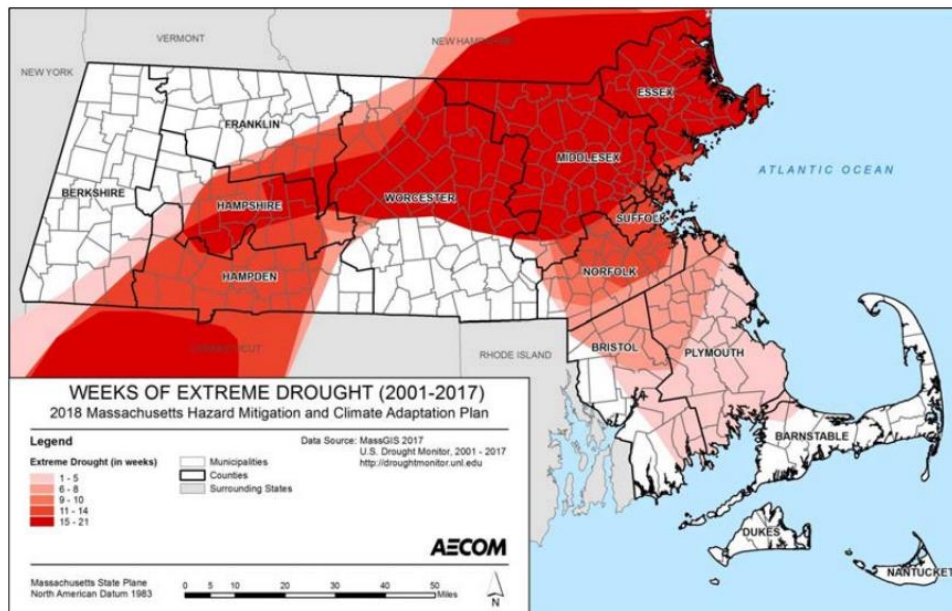 VERMONT
NEW HAMPSHIRE
NEW YORK
ESSEX
FRANKLIN
MIDDLESEX
ATLANTIC OCEAN
BERKSHIRE
HAMPSHIRE
WORCESTER
SUFFOLK
HAMPDEN
NORFOLK
CONNECTICUT
RHODE ISLAND
BRISTOL
PLYMOUTH
BARNSTABLE
DUKES
NANTUCKET
WEEKS OF EXTREME DROUGHT (2001-2017)
2018 Massachusetts Hazard Mitigation and Climate Adaptation Plan
Legend
Extreme Drought (in weeks)
1 - 5
6 - 8
9 - 10
11 - 14
15 - 21
Municipalities
Counties
Surrounding States
Data Source: MassGIS 2017
U.S. Drought Monitor, 2001 - 2017
http://droughtmonitor.unl.edu
AECOM
Massachusetts State Plane
North American Datum 1983
0 5 10 20 30 40 50
Miles
N